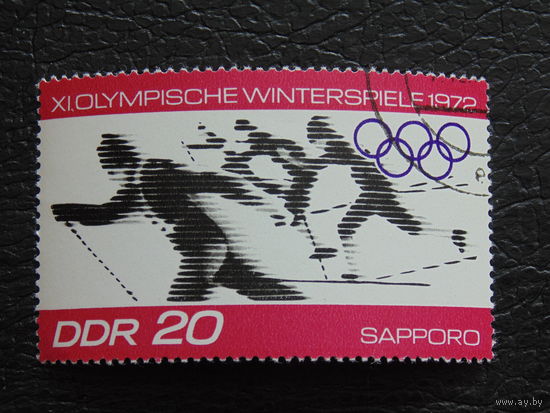 XI. OLYMPISCHE WINTERSPIELE 1972
DDR 20
SAPPORO
www.ay.by